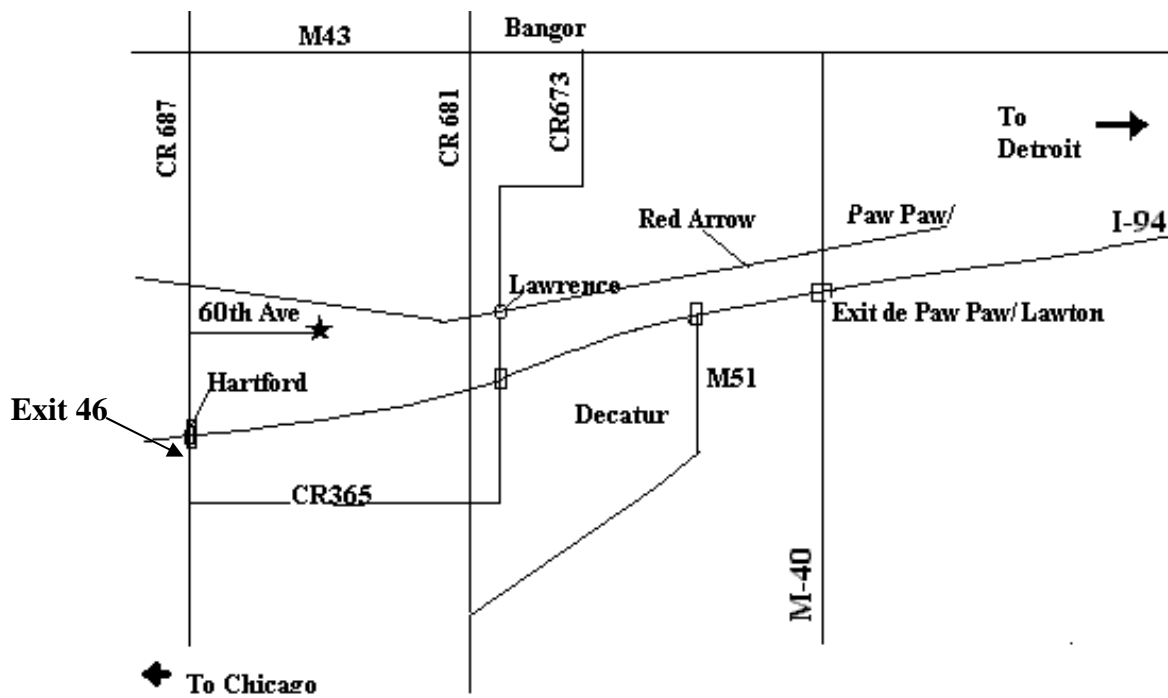 Bangor
M43
CR 687
CR 681
CR673
To
Detroit
Paw Paw/
Red Arrow
I-94
Lawrence
60th Ave
Exit de Paw Paw/ Lawton
Hartford
M51
Exit 46
Decatur
CR365
M-40
To Chicago